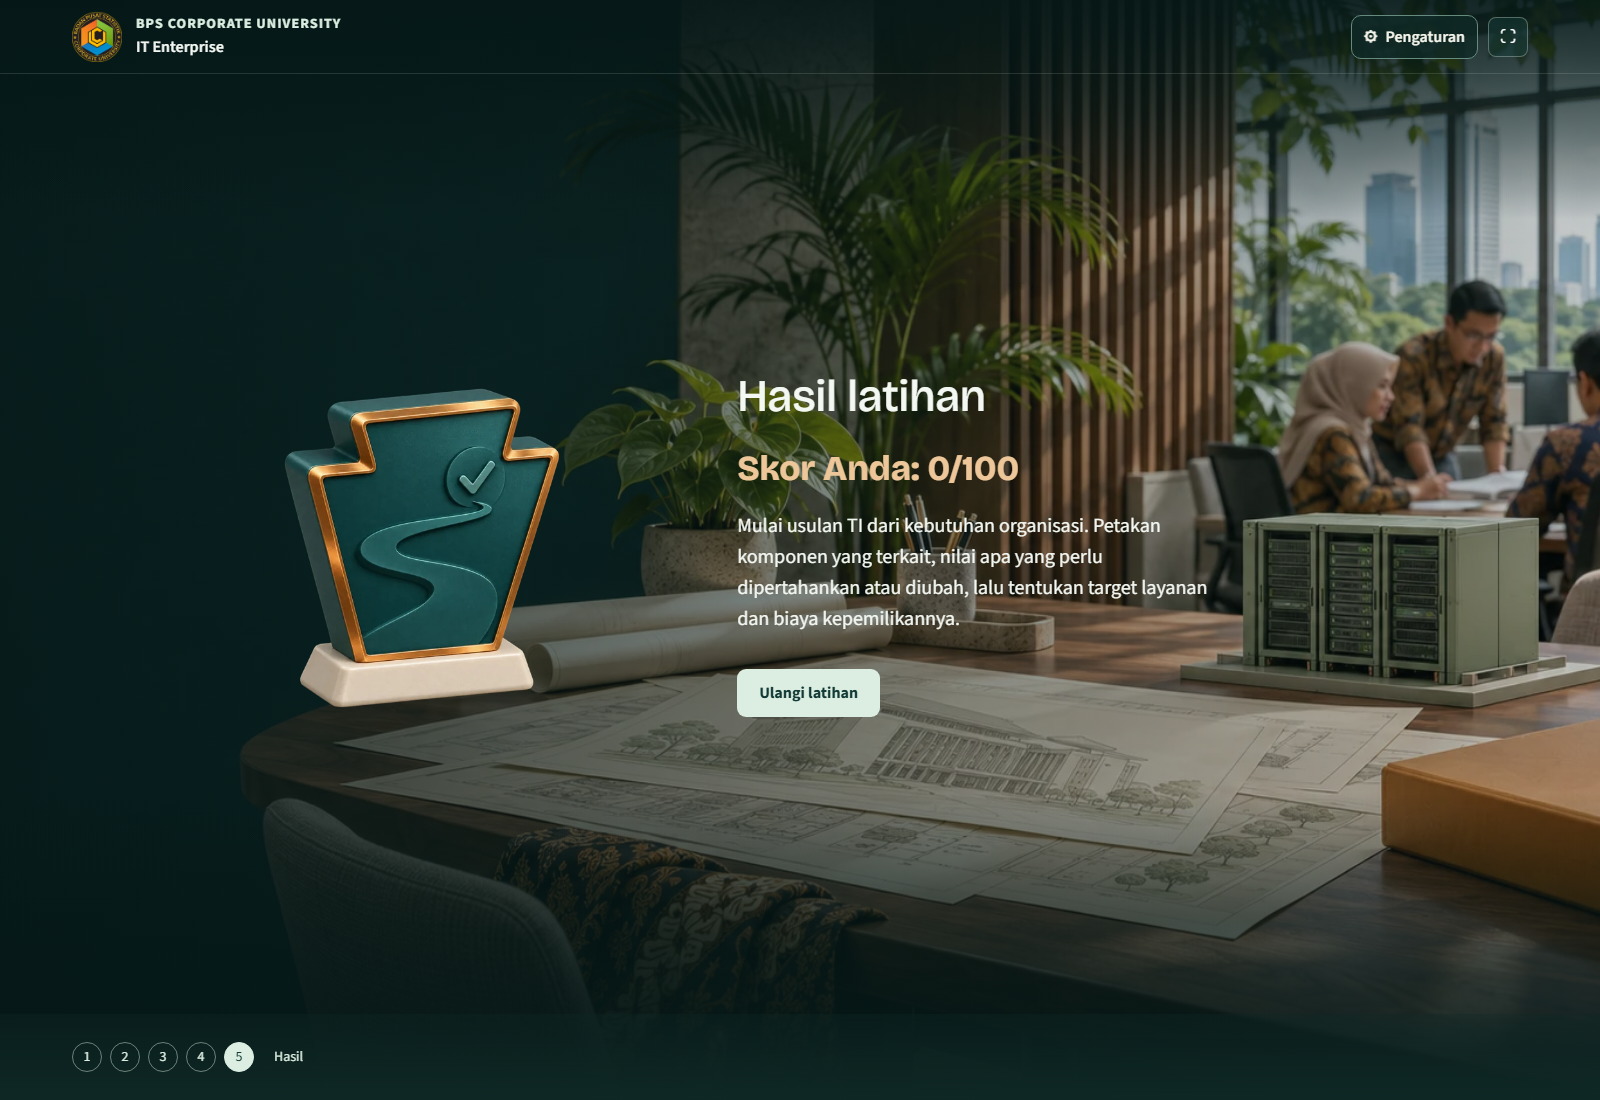 BPS CORPORATE UNIVERSITY
IT Enterprise
Pengaturan
Hasil latihan
Skor Anda: 0/100
Mulai usulan TI dari kebutuhan organisasi. Petakan
komponen yang terkait, nilai apa yang perlu
dipertahankan atau diubah, lalu tentukan target layanan
dan biaya kepemilikannya.
Ulangi latihan
1 2 3 4 5 Hasil